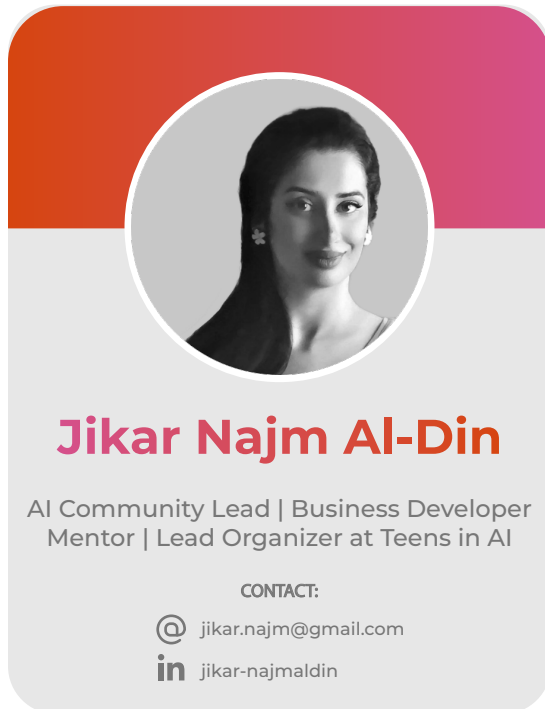 Jikar Najm Al-Din
AI Community Lead | Business Developer
Mentor | Lead Organizer at Teens in AI
CONTACT:
@ jikar.najm@gmail.com
in jikar-najmaldin